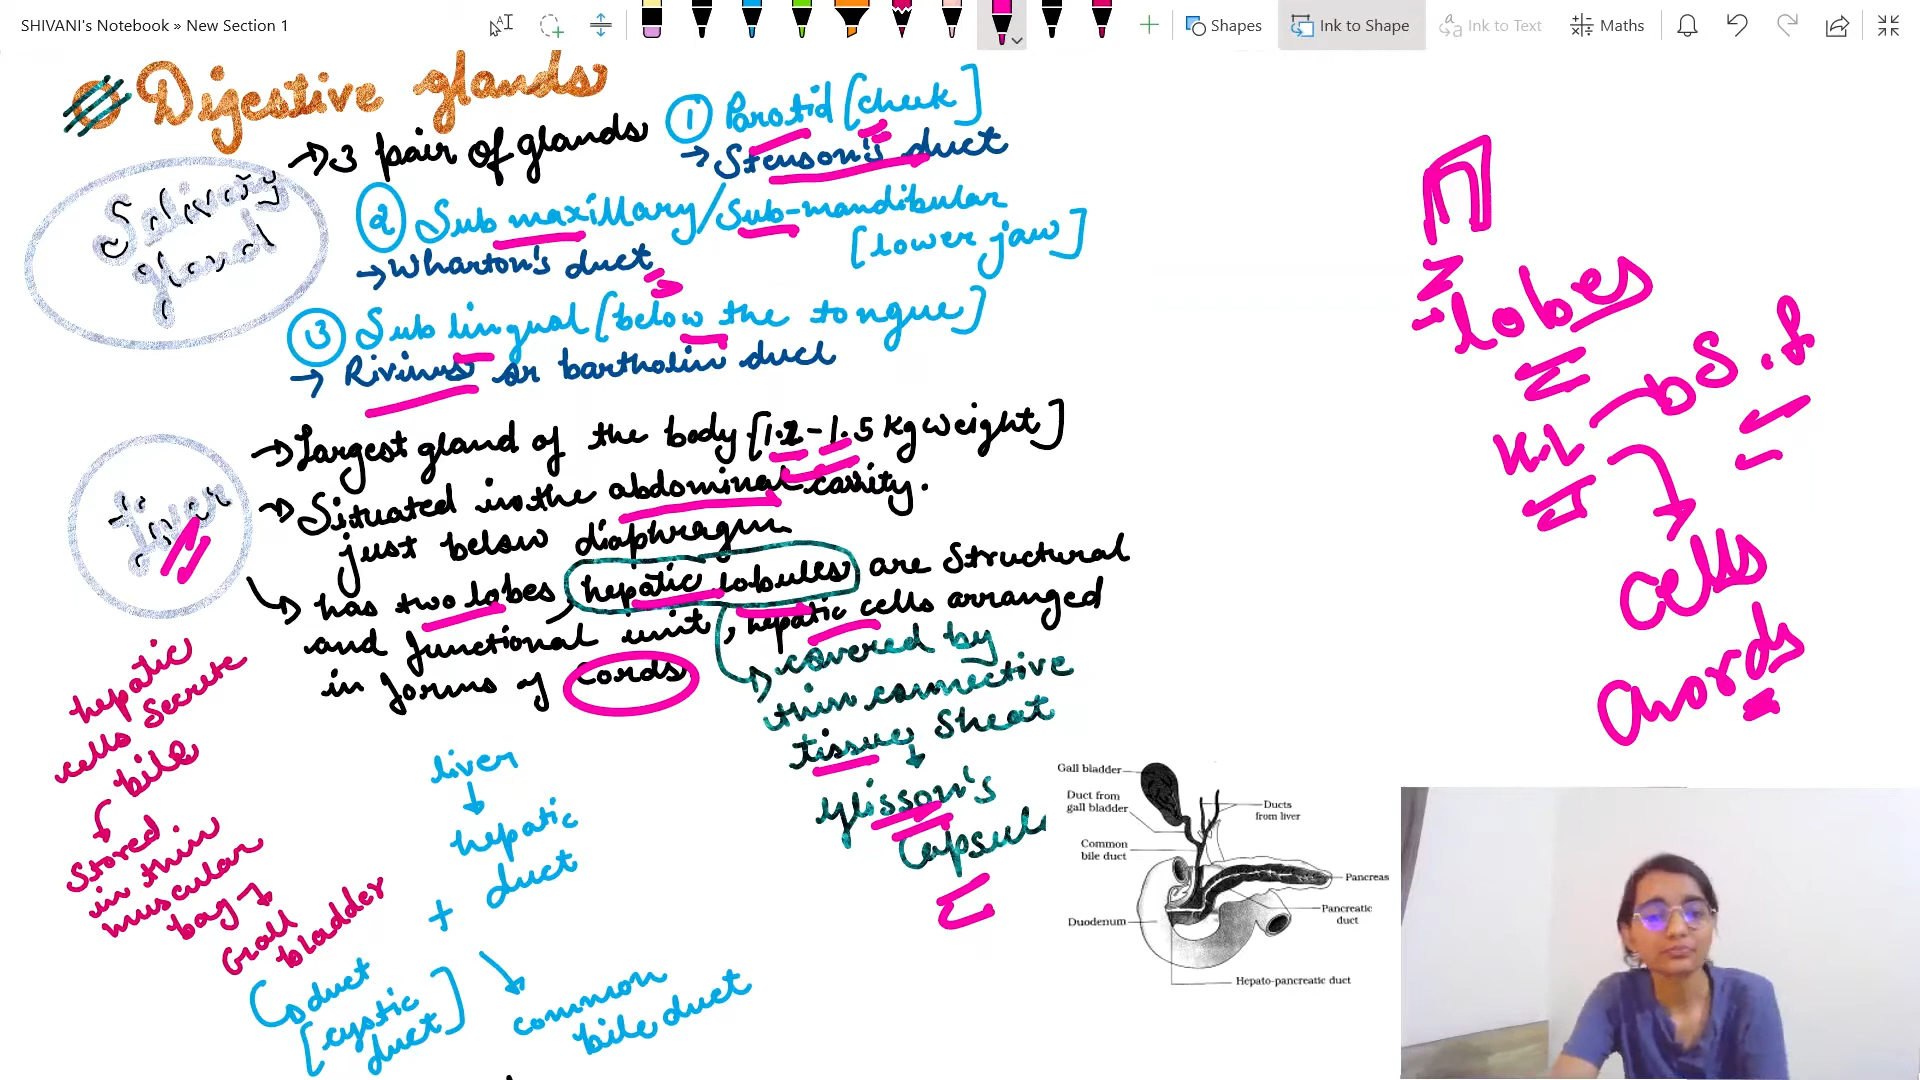 SHIVANI's Notebook » New Section 1
Shapes
Ink to Shape
Ink to Text
Maths
Digestive glands
Salivary gland
→ 3 pair of glands
① Parotid [cheek]
→ Stenson's duct
② Sub maxillary/Sub-mandibular
[lower jaw]
→ Wharton's duct
③ Sub lingual [below the tongue]
→ Rivinus or bartholin duct
liver
→ largest gland of the body [1.2-1.5 kg weight]
→ Situated in the abdominal cavity.
just below diaphragm
→ has two lobes, hepatic lobules are structural
and functional unit, hepatic cells arranged
in forms of cords
→ covered by
thin connective
tissue sheat
↓
glisson's
capsule
hepatic
cells secrete
bile
↓
stored
in thin
muscular
bag →
Gall
bladder
→ duct
[cystic
duct]
liver
↓
hepatic
duct
+
common
bile duct
lobes
H.L
S.f
cells
chords
Gall bladder
Duct from
gall bladder
Common
bile duct
Duodenum
Ducts
from liver
Pancreas
Pancreatic
duct
Hepato-pancreatic duct